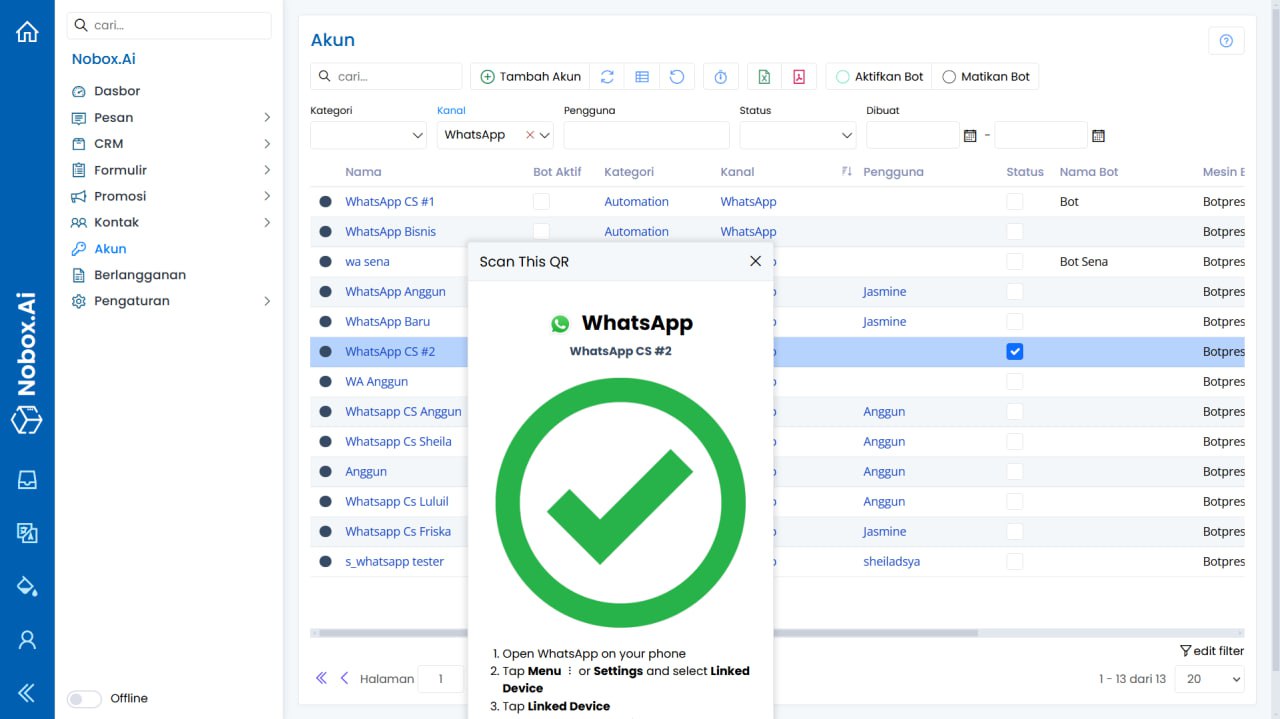 Nobox.Ai
cari...
Nobox.Ai
Dasbor
Pesan
CRM
Formulir
Promosi
Kontak
Akun
Berlangganan
Pengaturan
Offline
Akun
cari...
Tambah Akun
Aktifkan Bot
Matikan Bot
Kategori
Kanal
Pengguna
Status
Dibuat
WhatsApp
-
Nama Bot Aktif Kategori Kanal Pengguna Status Nama Bot Mesin B
WhatsApp CS #1 Automation WhatsApp Bot Botpres
WhatsApp Bisnis Automation WhatsApp Botpres
wa sena Bot Sena Botpres
WhatsApp Anggun Jasmine Botpres
WhatsApp Baru Jasmine Botpres
WhatsApp CS #2 Botpres
WA Anggun Botpres
Whatsapp CS Anggun Anggun Botpres
Whatsapp Cs Sheila Anggun Botpres
Anggun Anggun Botpres
Whatsapp Cs Luluil Anggun Botpres
Whatsapp Cs Friska Jasmine Botpres
s_whatsapp tester sheiladsya Botpres
Scan This QR
WhatsApp
WhatsApp CS #2
1. Open WhatsApp on your phone
2. Tap Menu ⋮ or Settings and select Linked
Device
3. Tap Linked Device
edit filter
Halaman 1
1 - 13 dari 13 20